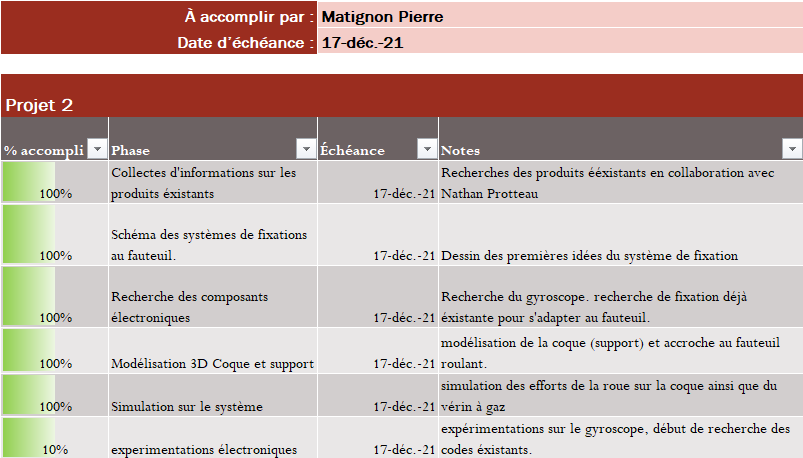 À accomplir par : Matignon Pierre
Date d'échéance : 17-déc.-21
Projet 2
% accompli Phase Échéance Notes
Collectes d'informations sur les Recherches des produits ééxistants en collaboration avec
100% produits éxistants 17-déc.-21 Nathan Protteau
Schéma des systèmes de fixations
100% au fauteuil. 17-déc.-21 Dessin des premières idées du système de fixation
Recherche des composants Recherche du gyroscope. recherche de fixation déjà
100% électroniques 17-déc.-21 éxistante pour s'adapter au fauteuil.
modélisation de la coque (support) et accroche au fauteuil
100% Modélisation 3D Coque et support 17-déc.-21 roulant.
simulation des efforts de la roue sur la coque ainsi que du
100% Simulation sur le système 17-déc.-21 vérin à gaz
expérimentations sur le gyroscope, début de recherche des
10% experimentations électroniques 17-déc.-21 codes éxistants.